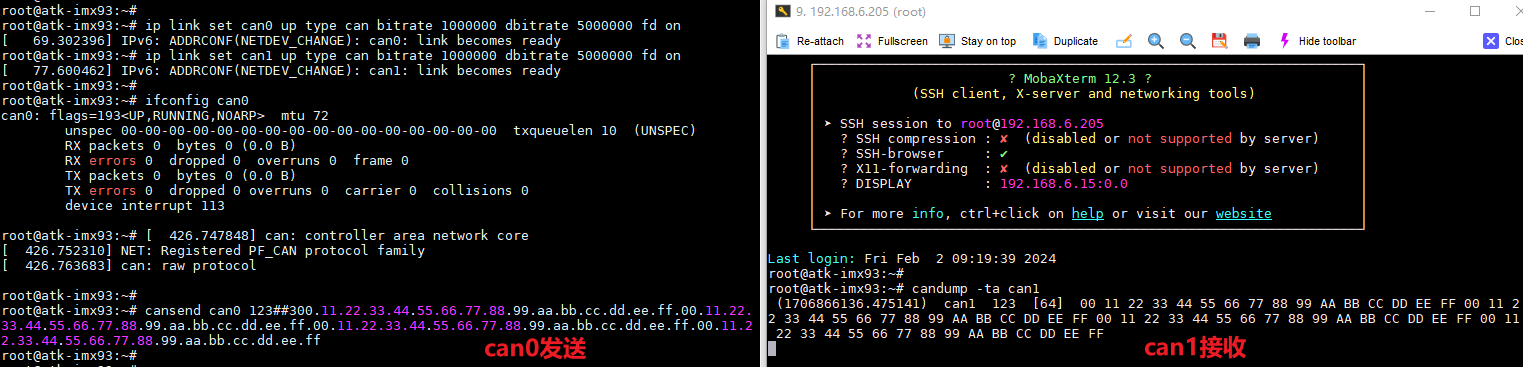 root@atk-imx93:~#
root@atk-imx93:~# ip link set can0 up type can bitrate 1000000 dbitrate 5000000 fd on
[   69.302396] IPv6: ADDRCONF(NETDEV_CHANGE): can0: link becomes ready
root@atk-imx93:~# ip link set can1 up type can bitrate 1000000 dbitrate 5000000 fd on
[   77.600462] IPv6: ADDRCONF(NETDEV_CHANGE): can1: link becomes ready
root@atk-imx93:~#
root@atk-imx93:~# ifconfig can0
can0: flags=193<UP,RUNNING,NOARP>  mtu 72
        unspec 00-00-00-00-00-00-00-00-00-00-00-00-00-00-00-00  txqueuelen 10  (UNSPEC)
        RX packets 0  bytes 0 (0.0 B)
        RX errors 0  dropped 0  overruns 0  frame 0
        TX packets 0  bytes 0 (0.0 B)
        TX errors 0  dropped 0 overruns 0  carrier 0  collisions 0
        device interrupt 113
root@atk-imx93:~# [  426.747848] can: controller area network core
[  426.752310] NET: Registered PF_CAN protocol family
[  426.763683] can: raw protocol
root@atk-imx93:~#
root@atk-imx93:~# cansend can0 123##300.11.22.33.44.55.66.77.88.99.aa.bb.cc.dd.ee.ff.00.11.22.
33.44.55.66.77.88.99.aa.bb.cc.dd.ee.ff.00.11.22.33.44.55.66.77.88.99.aa.bb.cc.dd.ee.ff.00.11.2
2.33.44.55.66.77.88.99.aa.bb.cc.dd.ee.ff
root@atk-imx93:~#
can0发送
9. 192.168.6.205 (root)
Re-attach Fullscreen Stay on top Duplicate Hide toolbar Clos
? MobaXterm 12.3 ?
(SSH client, X-server and networking tools)
➤ SSH session to root@192.168.6.205
? SSH compression : ✘  (disabled or not supported by server)
? SSH-browser     : ✔
? X11-forwarding  : ✘  (disabled or not supported by server)
? DISPLAY         : 192.168.6.15:0.0
➤ For more info, ctrl+click on help or visit our website
Last login: Fri Feb  2 09:19:39 2024
root@atk-imx93:~#
root@atk-imx93:~# candump -ta can1
(1706866136.475141)  can1  123  [64]  00 11 22 33 44 55 66 77 88 99 AA BB CC DD EE FF 00 11 2
2 33 44 55 66 77 88 99 AA BB CC DD EE FF 00 11 22 33 44 55 66 77 88 99 AA BB CC DD EE FF 00 11
22 33 44 55 66 77 88 99 AA BB CC DD EE FF
can1接收